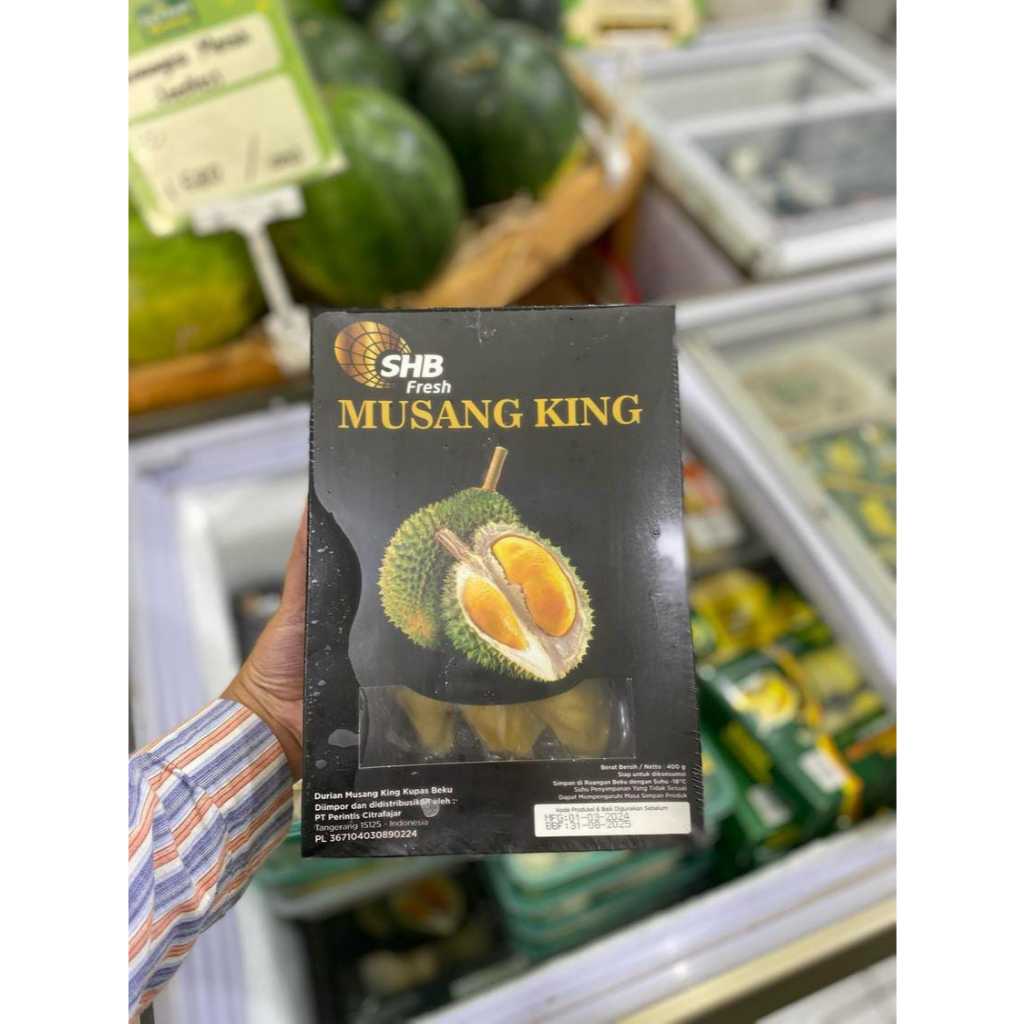 SHB
Fresh
MUSANG KING
Berat Bersih / Netto : 400 g
Siap untuk dikonsumsi
Simpan di Ruangan Beku dengan Suhu -18°C
Suhu Penyimpanan Yang Tidak Sesuai
Dapat Mempengaruhi Masa Simpan Produk
Durian Musang King Kupas Beku
Diimpor dan didistribusikan oleh :
PT Perintis Citrafajar
Tangerang 15125 - Indonesia
PL 367104030890224
Kode Produksi & Baik Digunakan Sebelum
MFG:01-03-2024
BBF:31-08-2025